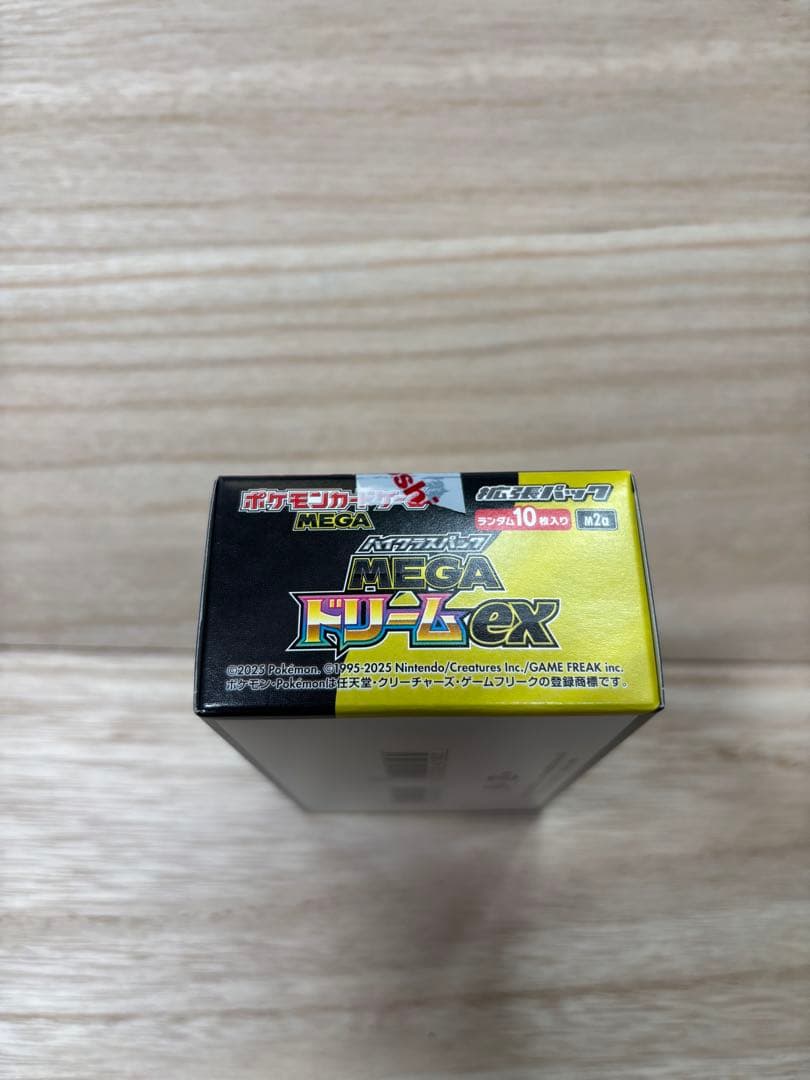 shi
ポケモンカードゲーム
MEGA
拡張パック
ランダム10枚入り
M2a
ハイクラスパック
MEGA
ドリームex
©2025 Pokémon. ©1995-2025 Nintendo/Creatures Inc./GAME FREAK inc.
ポケモン・Pokémonは任天堂・クリーチャーズ・ゲームフリークの登録商標です。